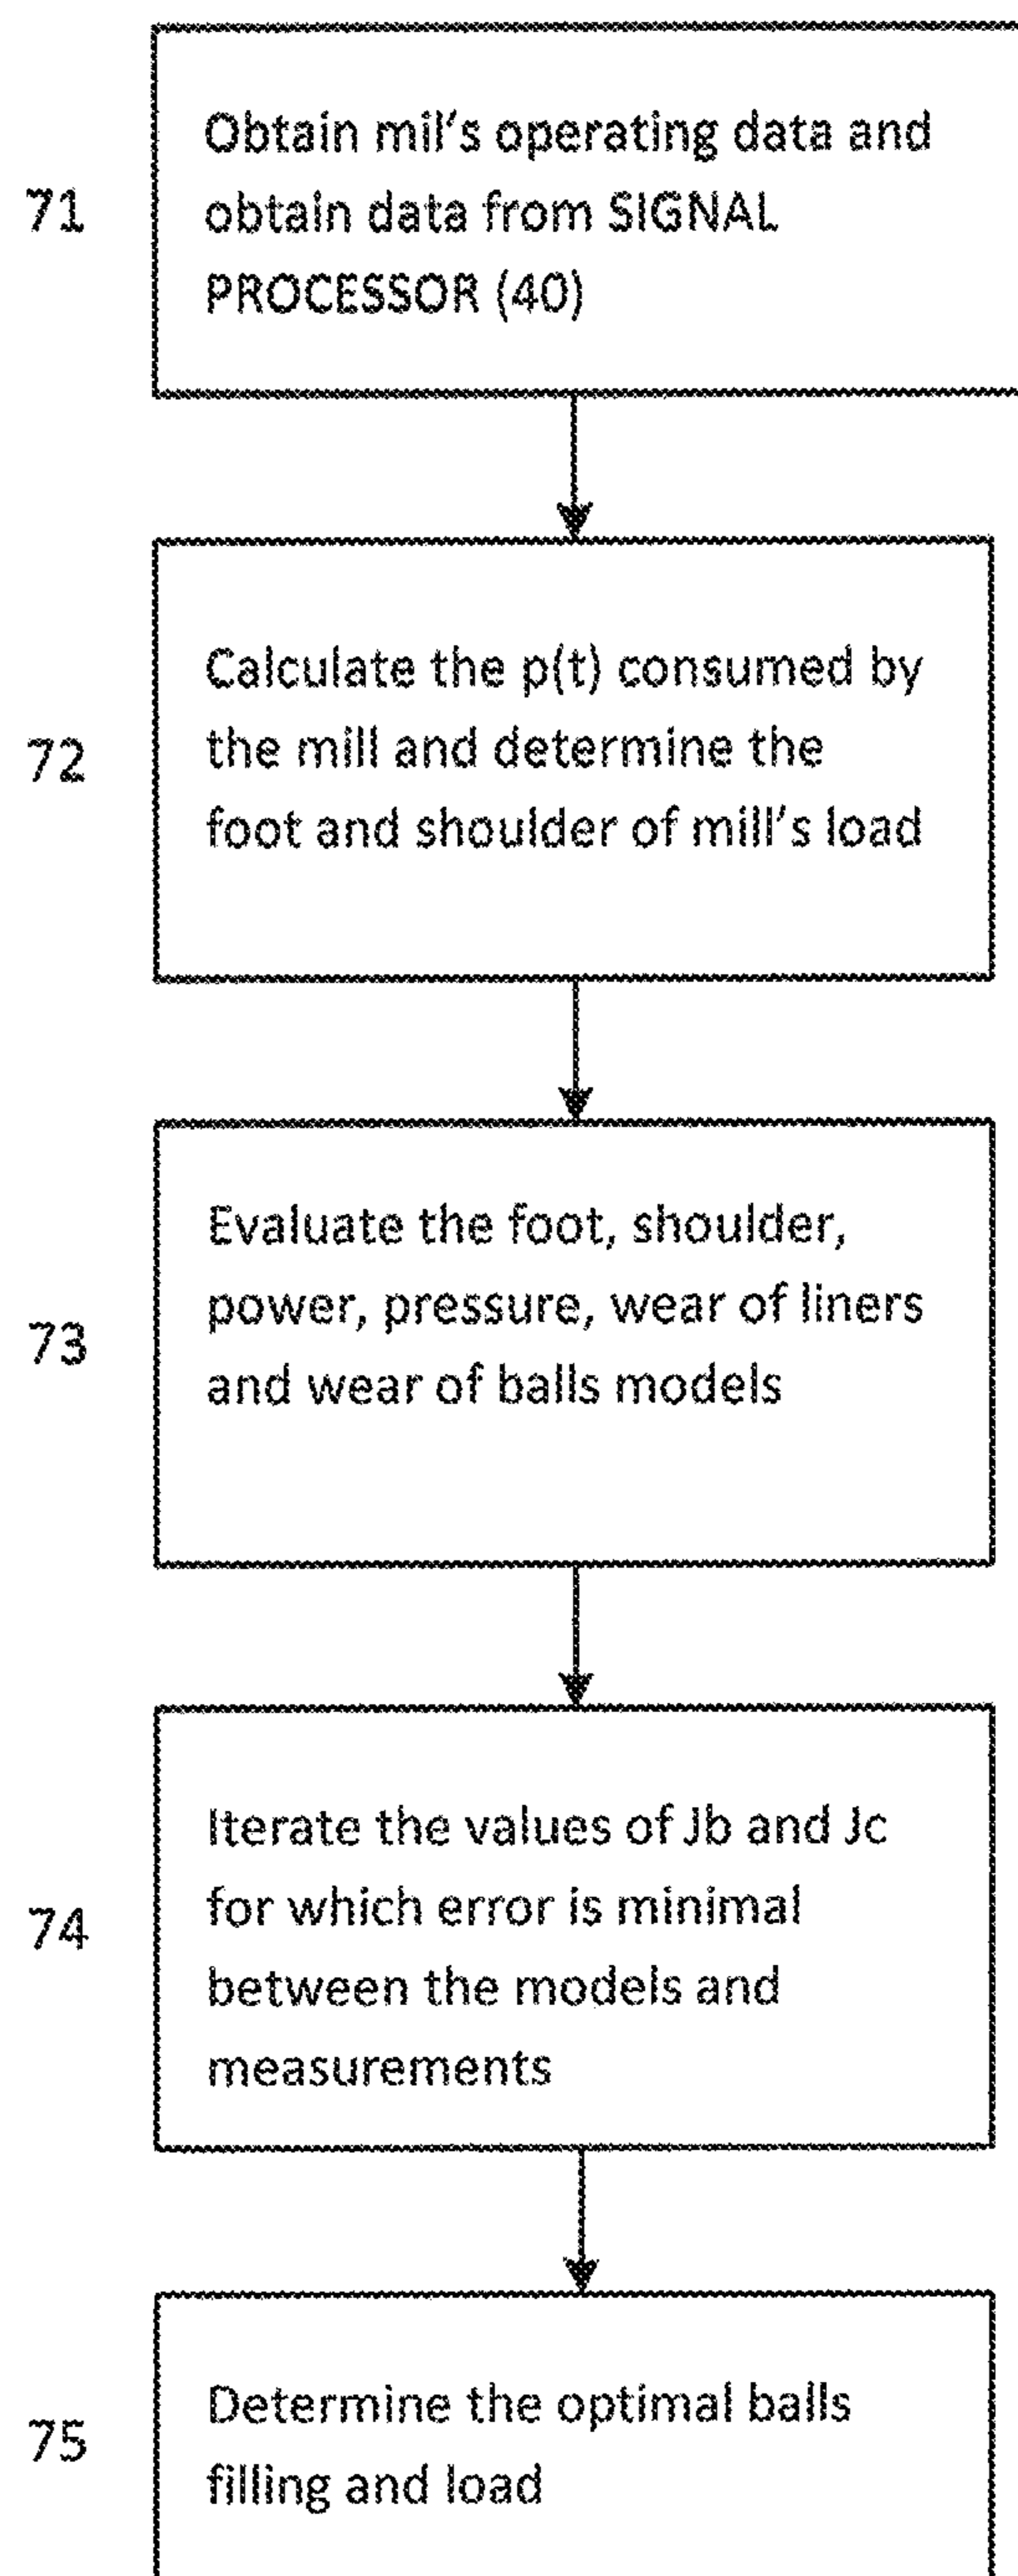 71
Obtain mil's operating data and
obtain data from SIGNAL
PROCESSOR (40)
72
Calculate the p(t) consumed by
the mill and determine the
foot and shoulder of mill's load
73
Evaluate the foot, shoulder,
power, pressure, wear of liners
and wear of balls models
74
Iterate the values of Jb and Jc
for which error is minimal
between the models and
measurements
75
Determine the optimal balls
filling and load